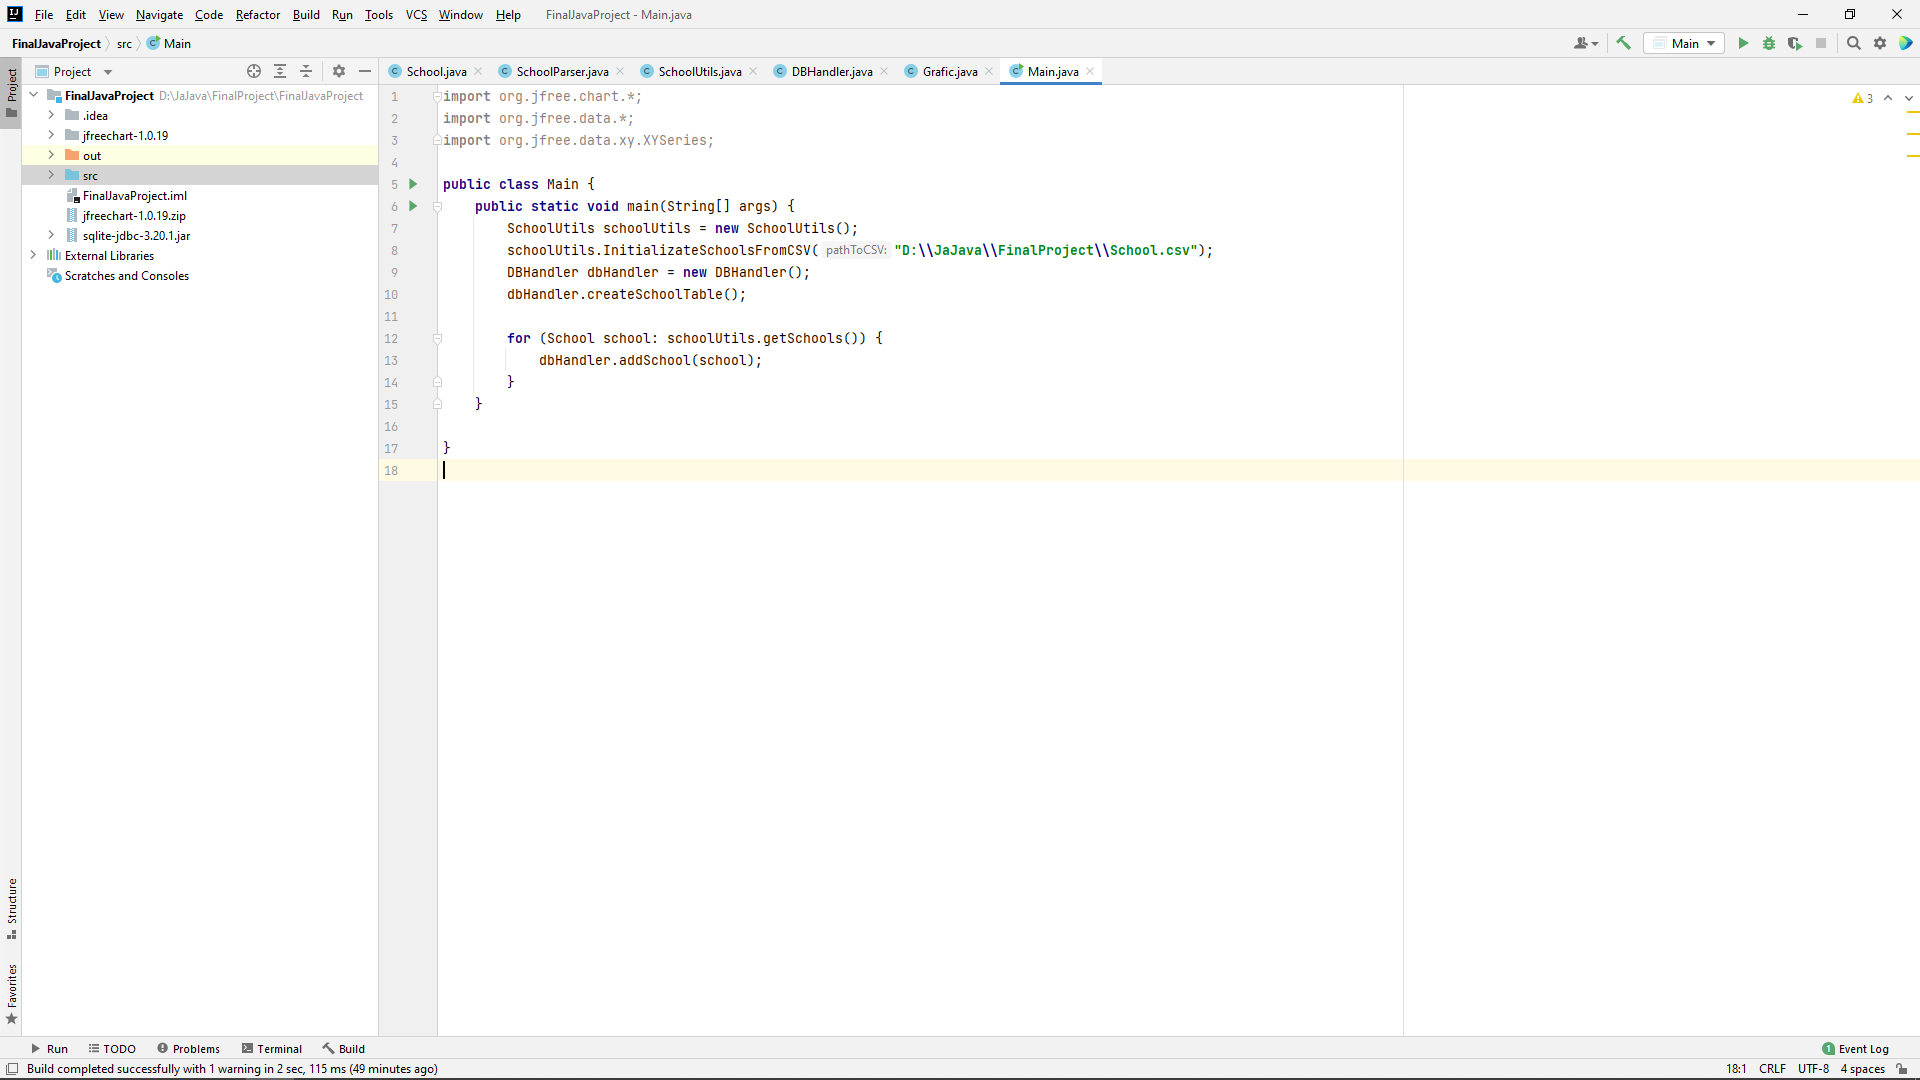 File Edit View Navigate Code Refactor Build Run Tools VCS Window Help FinalJavaProject - Main.java
FinalJavaProject src Main Main
Project School.java SchoolParser.java SchoolUtils.java DBHandler.java Grafic.java Main.java
Project
FinalJavaProject D:\JaJava\FinalProject\FinalJavaProject
.idea
jfreechart-1.0.19
out
src
FinalJavaProject.iml
jfreechart-1.0.19.zip
sqlite-jdbc-3.20.1.jar
External Libraries
Scratches and Consoles
3
1 import org.jfree.chart.*;
2 import org.jfree.data.*;
3 import org.jfree.data.xy.XYSeries;
4
5 public class Main {
6 public static void main(String[] args) {
7 SchoolUtils schoolUtils = new SchoolUtils();
8 schoolUtils.InitializateSchoolsFromCSV( pathToCSV: "D:\\JaJava\\FinalProject\\School.csv");
9 DBHandler dbHandler = new DBHandler();
10 dbHandler.createSchoolTable();
11
12 for (School school: schoolUtils.getSchools()) {
13 dbHandler.addSchool(school);
14 }
15 }
16
17 }
18
Structure
Favorites
Run TODO Problems Terminal Build 1 Event Log
Build completed successfully with 1 warning in 2 sec, 115 ms (49 minutes ago) 18:1 CRLF UTF-8 4 spaces